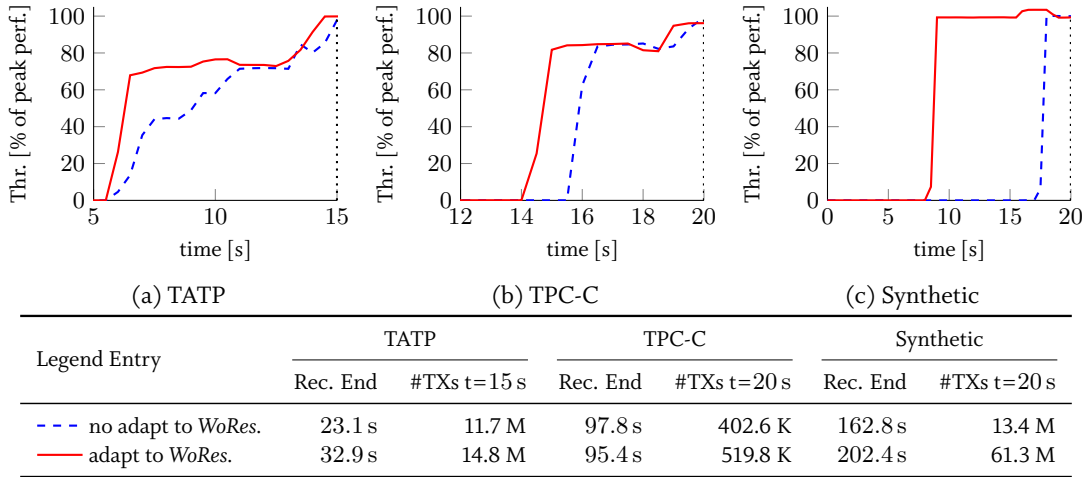 Thr. [% of peak perf.]
100
80
60
40
20
0
5
10
15
time [s]
(a) TATP
Thr. [% of peak perf.]
100
80
60
40
20
0
12
14
16
18
20
time [s]
(b) TPC-C
Thr. [% of peak perf.]
100
80
60
40
20
0
0
5
10
15
20
time [s]
(c) Synthetic
Legend Entry TATP TPC-C Synthetic
Rec. End #TXs t=15 s Rec. End #TXs t=20 s Rec. End #TXs t=20 s
no adapt to WoRes. 23.1 s 11.7 M 97.8 s 402.6 K 162.8 s 13.4 M
adapt to WoRes. 32.9 s 14.8 M 95.4 s 519.8 K 202.4 s 61.3 M